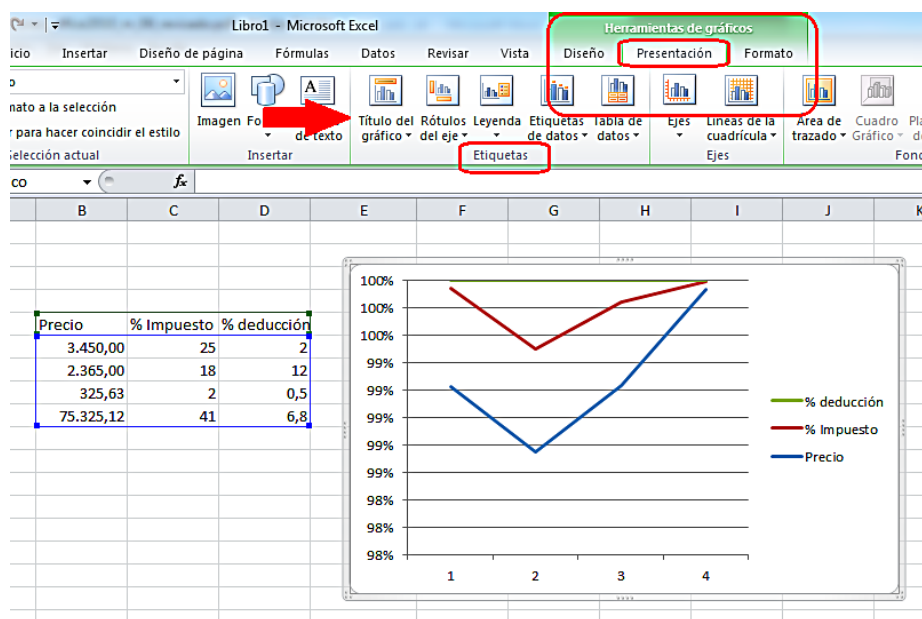 Libro1 - Microsoft Excel
Herramientas de gráficos
icio Insertar Diseño de página Fórmulas Datos Revisar Vista Diseño Presentación Formato
mato a la selección
r para hacer coincidir el estilo
Selección actual
Imagen
de texto
Insertar
Título del gráfico
Rótulos del eje
Leyenda
Etiquetas de datos
Tabla de datos
Etiquetas
Ejes
Líneas de la cuadrícula
Ejes
Área de trazado
Cuadro Gráfico
Fond
co fx
B C D E F G H I J K
Precio % Impuesto % deducción
3.450,00 25 2
2.365,00 18 12
325,63 2 0,5
75.325,12 41 6,8
100%
100%
100%
99%
99%
99%
99%
99%
98%
98%
98%
1 2 3 4
% deducción
% Impuesto
Precio